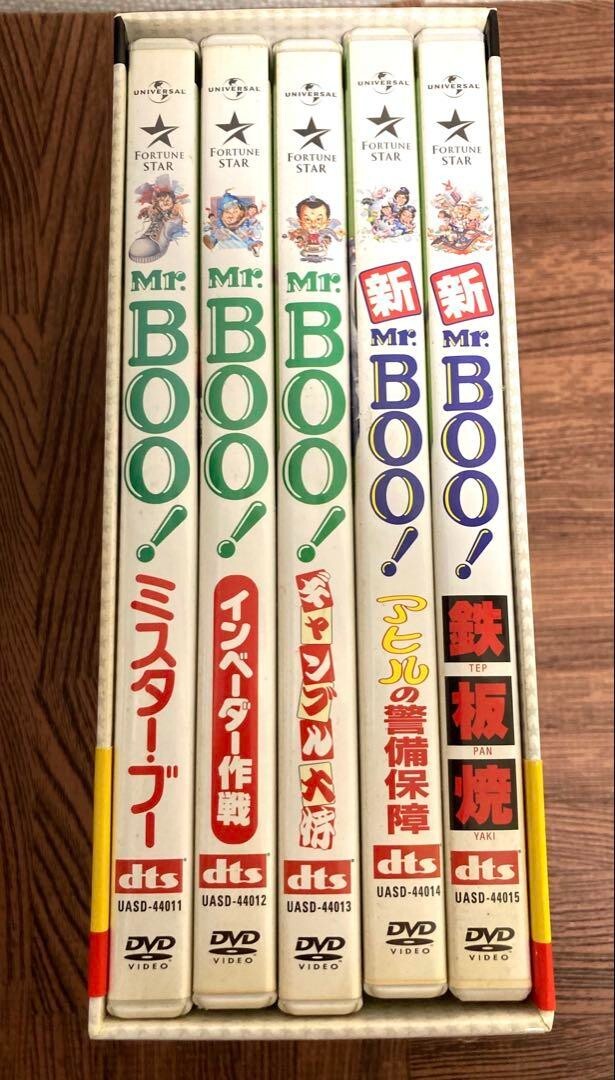 UNIVERSAL
FORTUNE
STAR
Mr.
BOO!
ミスター・ブー
dts
UASD-44011
DVD
VIDEO
UNIVERSAL
FORTUNE
STAR
Mr.
BOO!
インベーダー作戦
dts
UASD-44012
DVD
VIDEO
UNIVERSAL
FORTUNE
STAR
Mr.
BOO!
ギャンブル大将
dts
UASD-44013
DVD
VIDEO
UNIVERSAL
FORTUNE
STAR
新
Mr.
BOO!
アヒルの警備保障
dts
UASD-44014
DVD
VIDEO
UNIVERSAL
FORTUNE
STAR
新
Mr.
BOO!
鉄
TEP
板
PAN
焼
YAKI
dts
UASD-44015
DVD
VIDEO